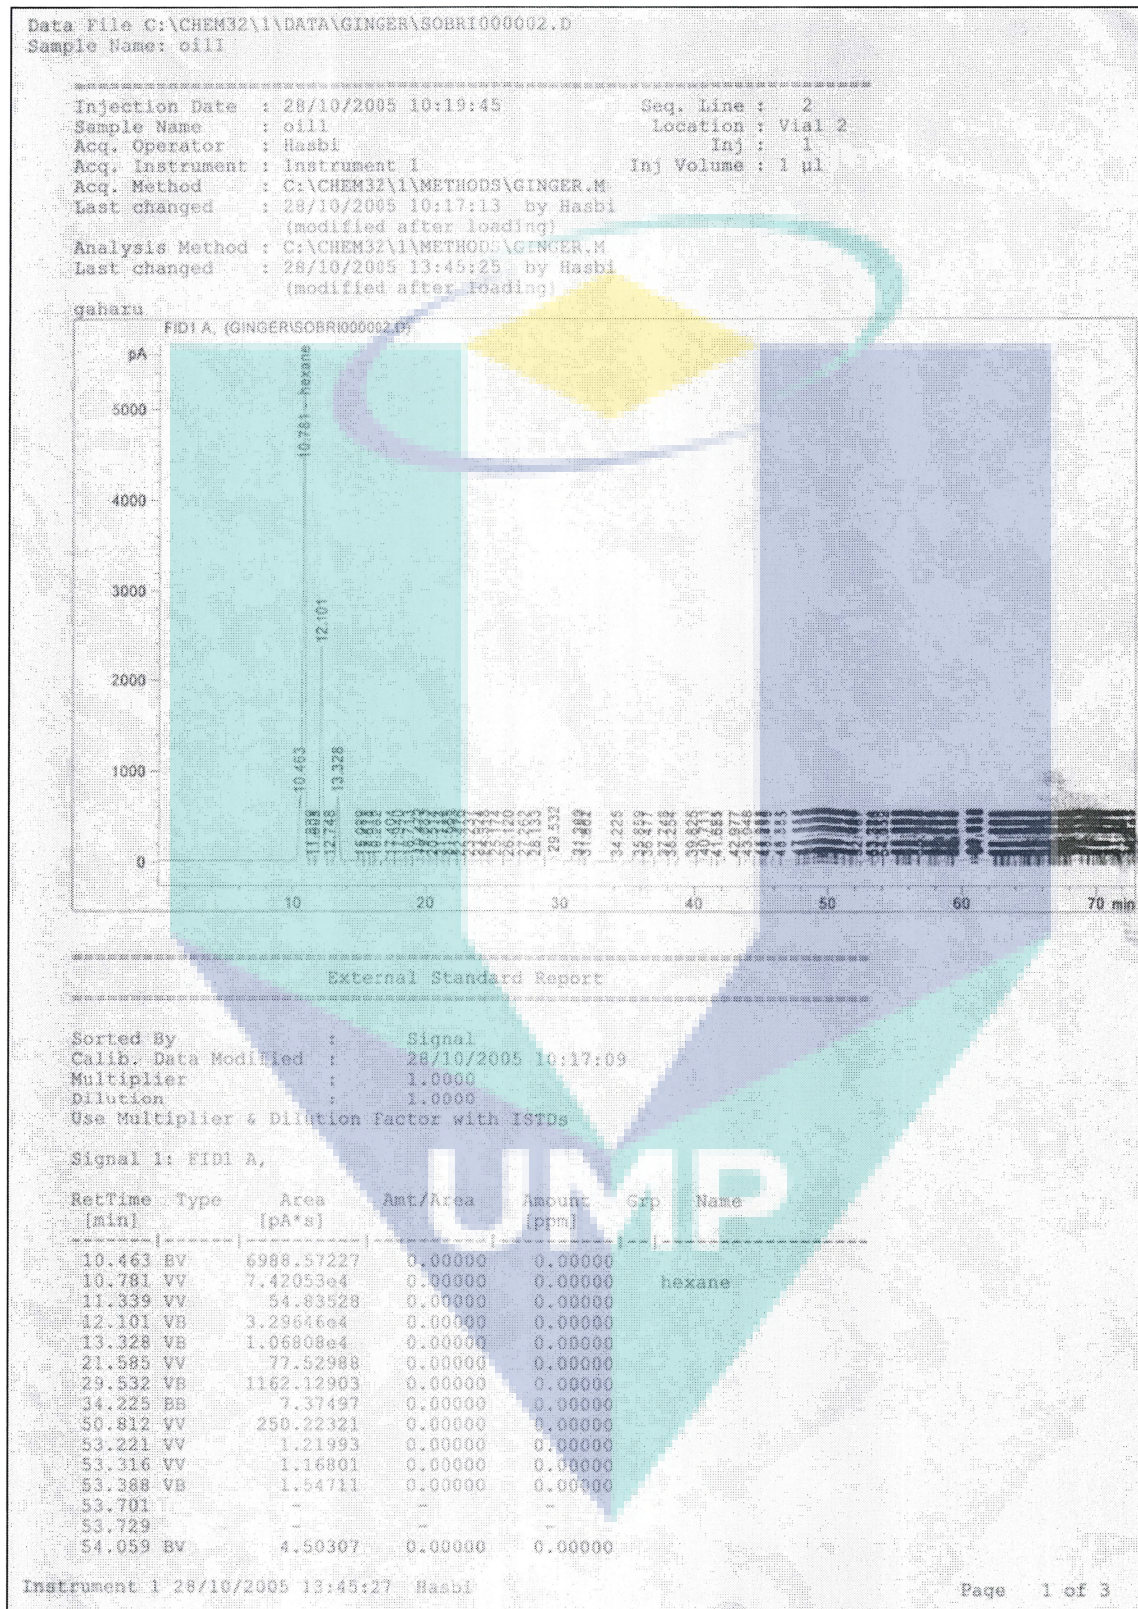 Data File C:\CHEM32\1\DATA\GINGER\SOBRI000002.D
Sample Name: oil1
Injection Date : 28/10/2005 10:19:45 Seq. Line : 2
Sample Name : oil1 Location : Vial 2
Acq. Operator : Hasbi Inj : 1
Acq. Instrument : Instrument 1 Inj Volume : 1 µl
Acq. Method : C:\CHEM32\1\METHODS\GINGER.M
Last changed : 28/10/2005 10:17:13 by Hasbi
(modified after loading)
Analysis Method : C:\CHEM32\1\METHODS\GINGER.M
Last changed : 28/10/2005 13:45:25 by Hasbi
(modified after loading)
gaharu
FID1 A, (GINGER\SOBRI000002.D)
pA
5000
4000
3000
2000
1000
0
10.463
10.781 - hexane
12.101
12.748
13.328
26.120
28.133
29.532
34.225
42.977
10 20 30 40 50 60 70 min
External Standard Report
Sorted By : Signal
Calib. Data Modified : 28/10/2005 10:17:09
Multiplier : 1.0000
Dilution : 1.0000
Use Multiplier & Dilution Factor with ISTDs
Signal 1: FID1 A,
UMP
RetTime Type Area Amt/Area Amount Grp Name
[min] [pA*s] [ppm]
10.463 BV 6988.57227 0.00000 0.00000
10.781 VV 7.42053e4 0.00000 0.00000 hexane
11.339 VV 54.83528 0.00000 0.00000
12.101 VB 3.29646e4 0.00000 0.00000
13.328 VB 1.06808e4 0.00000 0.00000
21.585 VV 77.52988 0.00000 0.00000
29.532 VB 1162.12903 0.00000 0.00000
34.225 BB 7.37497 0.00000 0.00000
50.812 VV 250.22321 0.00000 0.00000
53.221 VV 1.21993 0.00000 0.00000
53.316 VV 1.16801 0.00000 0.00000
53.388 VB 1.54711 0.00000 0.00000
53.701 - - -
53.729 - - -
54.059 BV 4.50307 0.00000 0.00000
Instrument 1 28/10/2005 13:45:27 Hasbi Page 1 of 3